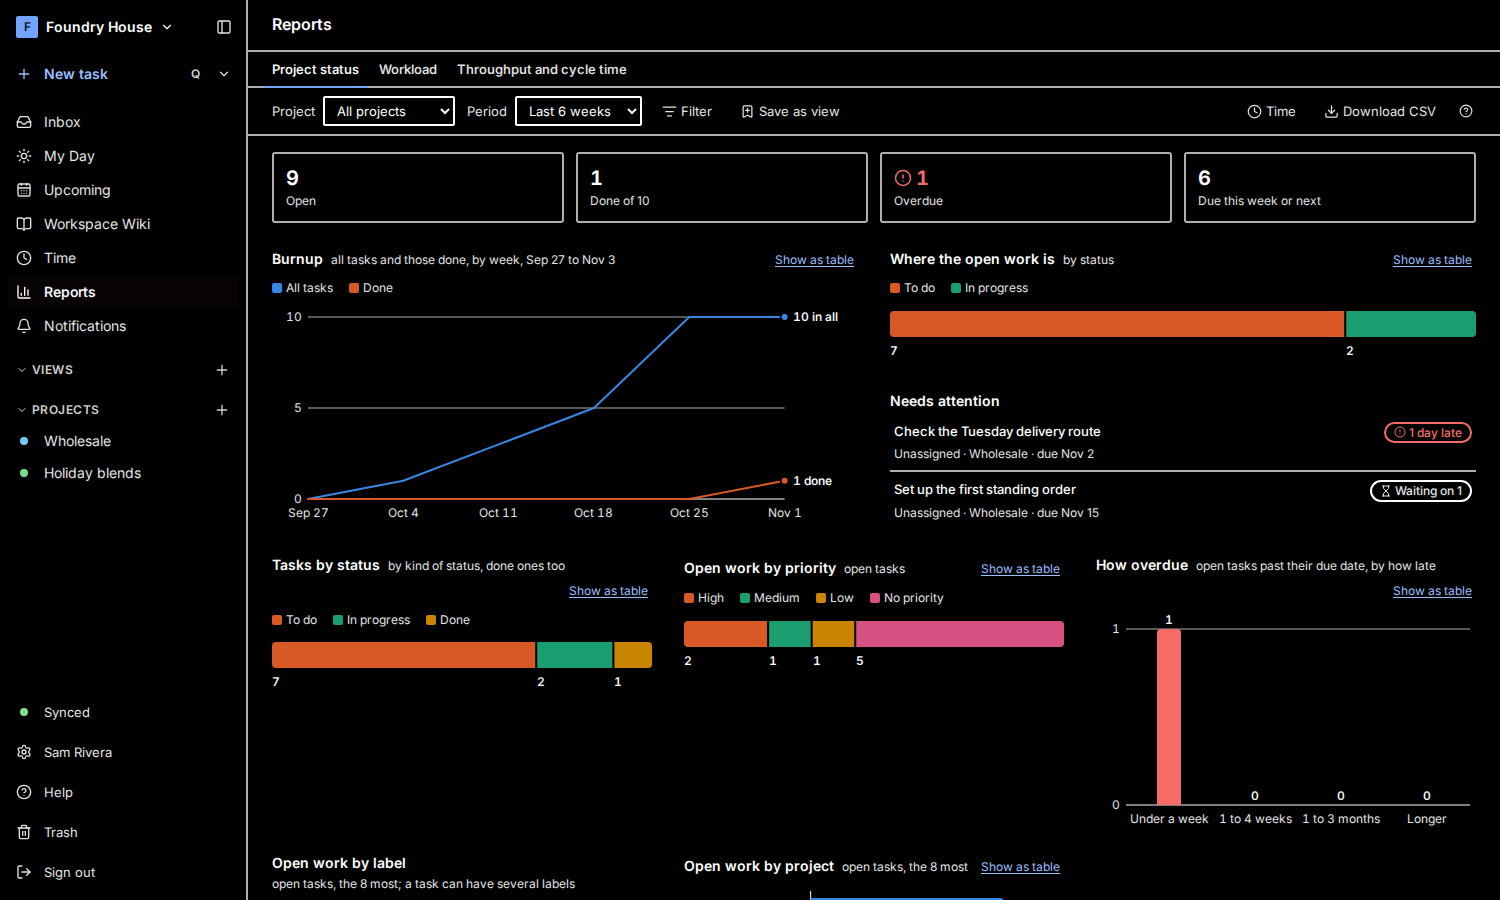 F Foundry House
New task Q
Inbox
My Day
Upcoming
Workspace Wiki
Time
Reports
Notifications
VIEWS
PROJECTS
Wholesale
Holiday blends
Synced
Sam Rivera
Help
Trash
Sign out
Reports
Project status Workload Throughput and cycle time
Project All projects Period Last 6 weeks Filter Save as view Time Download CSV
9
Open
1
Done of 10
1
Overdue
6
Due this week or next
Burnup all tasks and those done, by week, Sep 27 to Nov 3 Show as table
All tasks Done
10 10 in all
5
1 done
0
Sep 27 Oct 4 Oct 11 Oct 18 Oct 25 Nov 1
Where the open work is by status Show as table
To do In progress
7 2
Needs attention
Check the Tuesday delivery route 1 day late
Unassigned · Wholesale · due Nov 2
Set up the first standing order Waiting on 1
Unassigned · Wholesale · due Nov 15
Tasks by status by kind of status, done ones too
Show as table
To do In progress Done
7 2 1
Open work by priority open tasks Show as table
High Medium Low No priority
2 1 1 5
How overdue open tasks past their due date, by how late
Show as table
1
1
0 0 0
0
Under a week 1 to 4 weeks 1 to 3 months Longer
Open work by label
open tasks, the 8 most; a task can have several labels
Open work by project open tasks, the 8 most Show as table